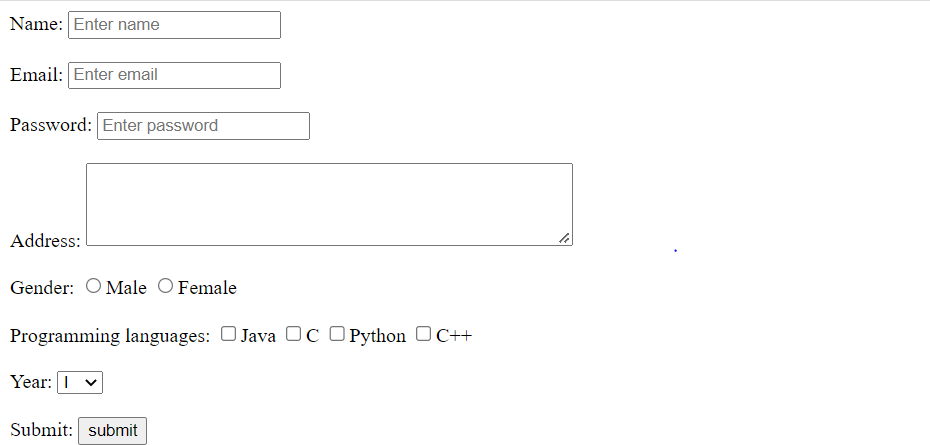 Name: Enter name
Email: Enter email
Password: Enter password
Address:
Gender: Male Female
Programming languages: Java C Python C++
Year: I
Submit: submit